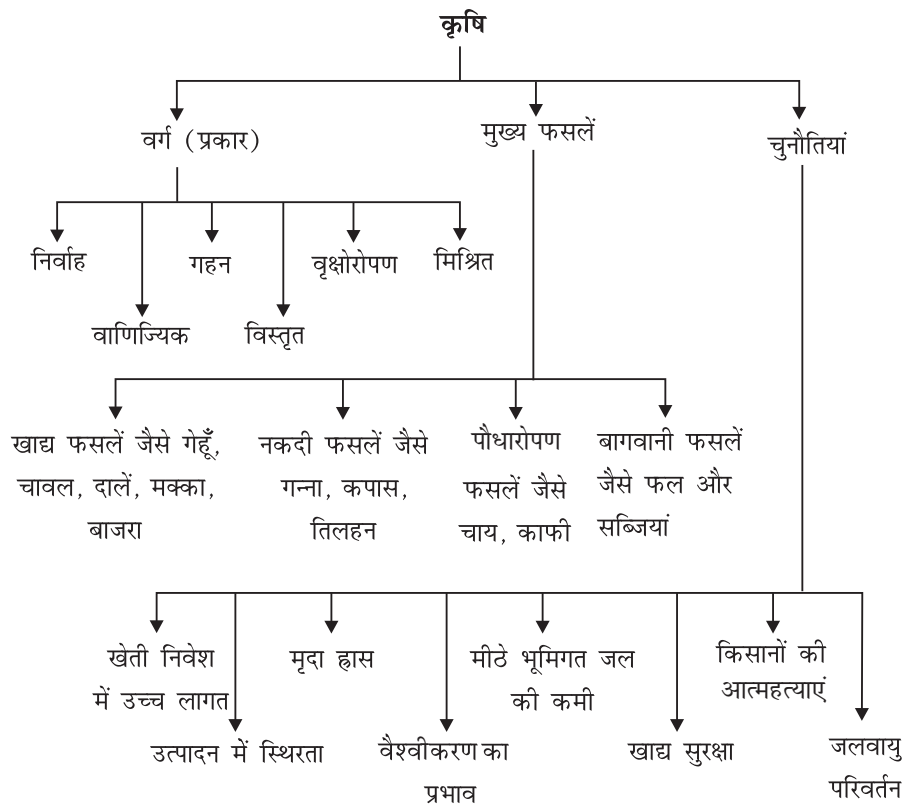 कृषि
वर्ग (प्रकार)
मुख्य फसलें
चुनौतियां
निर्वाह
गहन
वृक्षोरोपण
मिश्रित
वाणिज्यिक
विस्तृत
खाद्य फसलें जैसे गेहूँ,
चावल, दालें, मक्का,
बाजरा
नकदी फसलें जैसे
गन्ना, कपास,
तिलहन
पौधारोपण
फसलें जैसे
चाय, काफी
बागवानी फसलें
जैसे फल और
सब्जियां
खेती निवेश
में उच्च लागत
मृदा ह्रास
मीठे भूमिगत जल
की कमी
किसानों की
आत्महत्याएं
उत्पादन में स्थिरता
वैश्वीकरण का
प्रभाव
खाद्य सुरक्षा
जलवायु
परिवर्तन